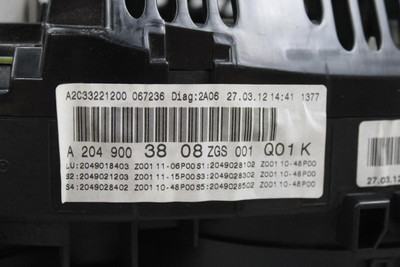 A2C33221200 067236 Diag:2A06 27.03.12 14:41 1377
A 204 900 38 08 ZGS 001 Q01 K
LU:2049018403 Z001 11-06P00 S1:2049028102 Z001 10-48P00
S2:2049021203 Z001 11-15P00 S3:2049028302 Z001 10-48P00
S4:2049028402 Z001 10-48P00 S5:2049028502 Z001 10-48P00
27.03.12